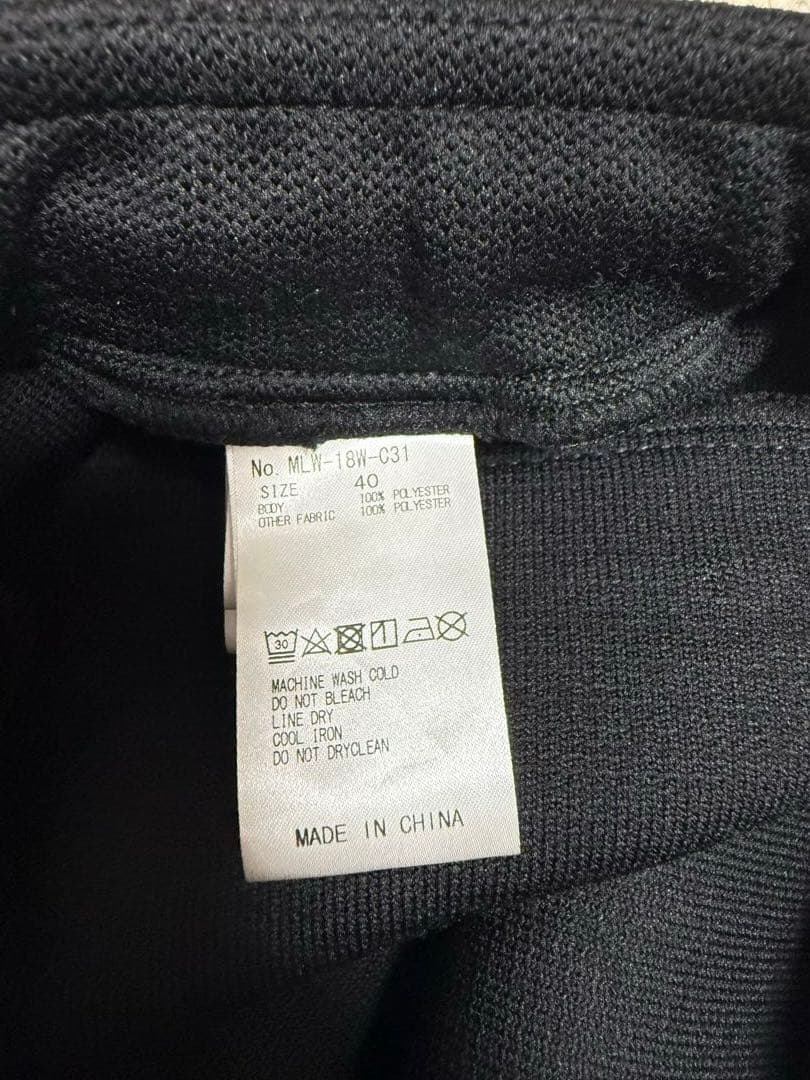 No. MLW-18W-C31
SIZE 40
BODY 100% POLYESTER
OTHER FABRIC 100% POLYESTER
30
MACHINE WASH COLD
DO NOT BLEACH
LINE DRY
COOL IRON
DO NOT DRYCLEAN
MADE IN CHINA